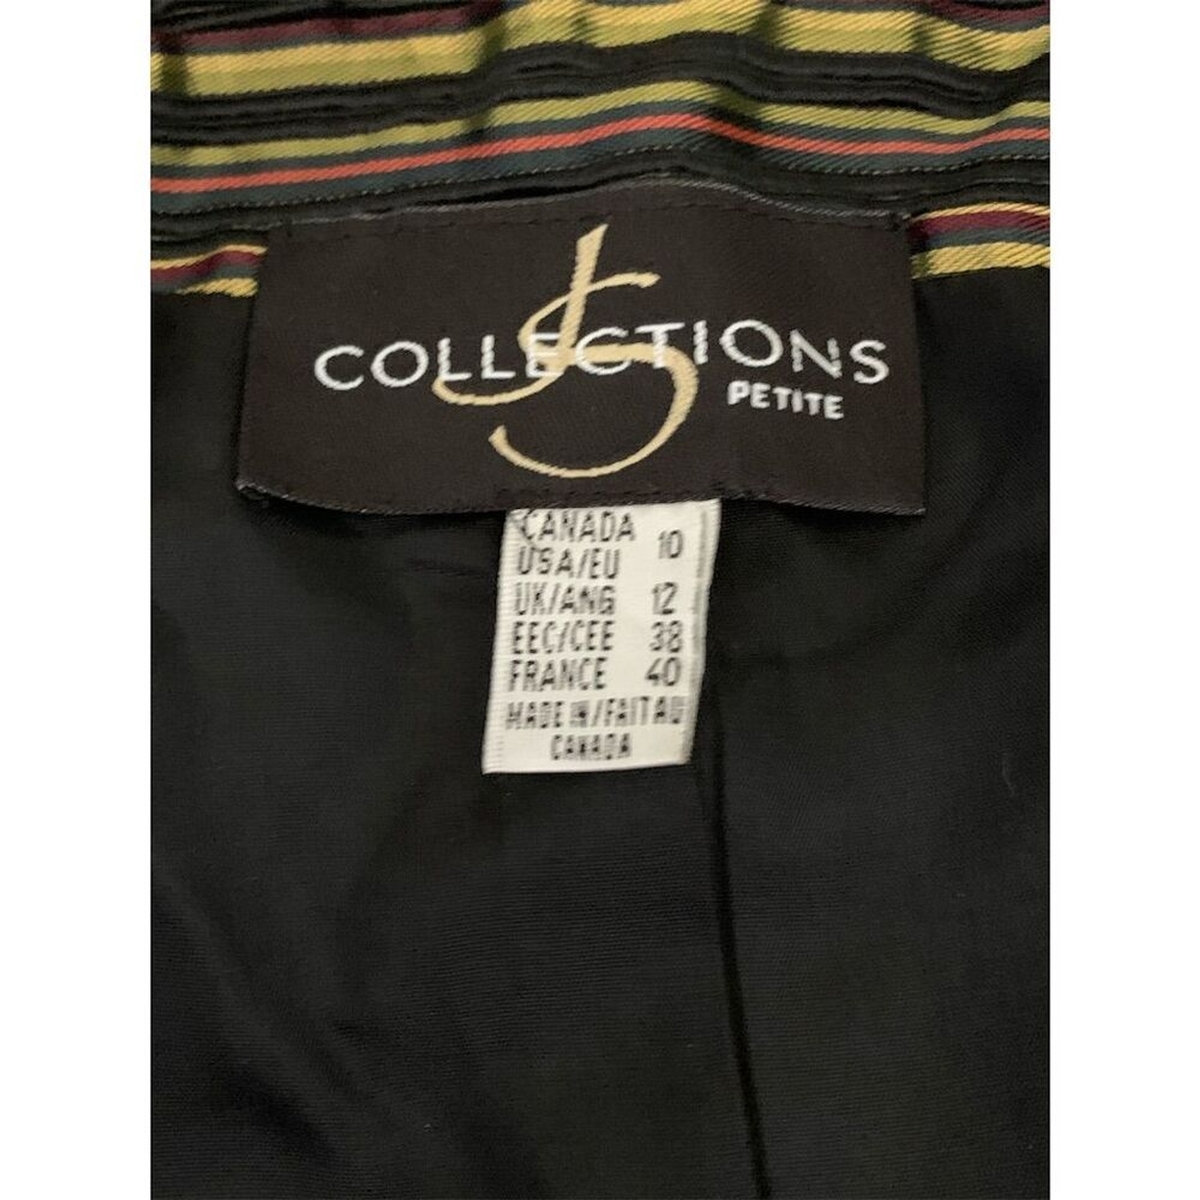 JS
COLLECTIONS
PETITE
CANADA
USA/EU 10
UK/ANG 12
EEC/CEE 38
FRANCE 40
MADE IN/FAIT AU
CANADA